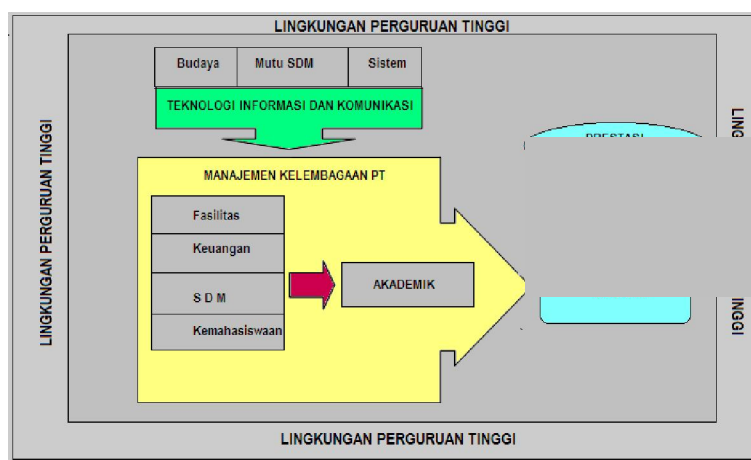 LINGKUNGAN PERGURUAN TINGGI
Budaya
Mutu SDM
Sistem
TEKNOLOGI INFORMASI DAN KOMUNIKASI
LINGKUNGAN PERGURUAN TINGGI
MANAJEMEN KELEMBAGAAN PT
Fasilitas
Keuangan
S D M
Kemahasiswaan
AKADEMIK
LINGKUNGAN PERGURUAN TINGGI